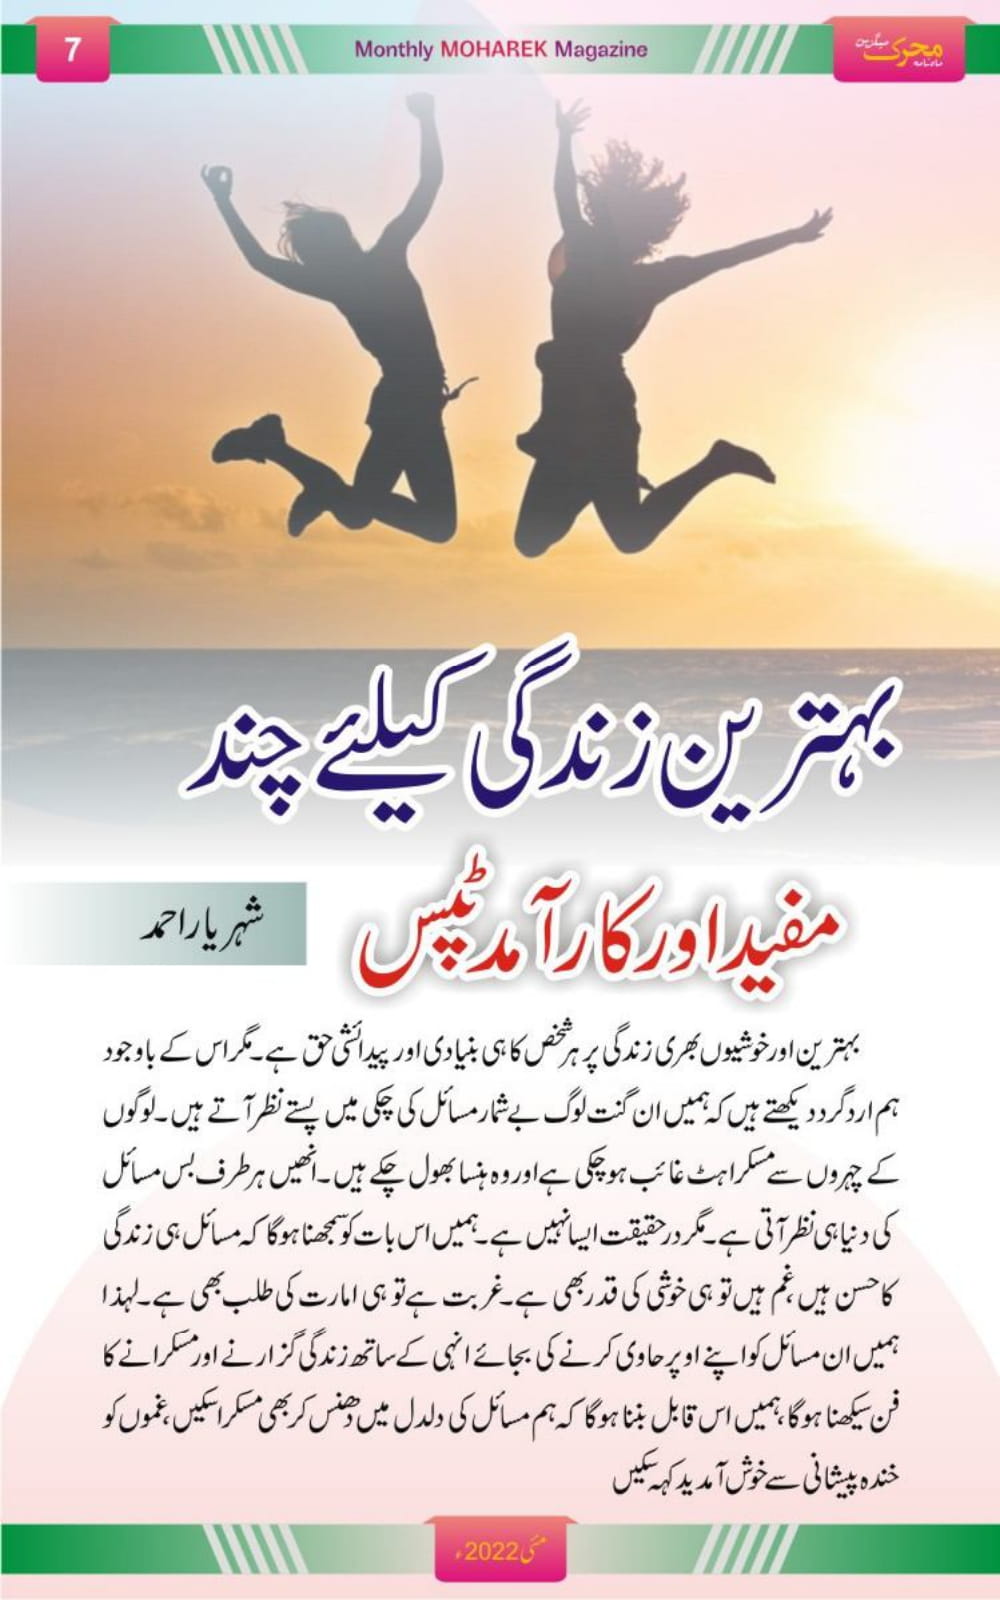 7
Monthly MOHAREK Magazine
ماہنامہ محرک میگزین
بہترین زندگی کیلئے چند
مفید اور کارآمد ٹپس
شہریار احمد
بہترین اور خوشیوں بھری زندگی پر ہر شخص کا ہی بنیادی اور پیدائشی حق ہے۔ مگر اس کے باوجود
ہم ارد گرد دیکھتے ہیں کہ ہمیں ان گنت لوگ بے شمار مسائل کی چکی میں پستے نظر آتے ہیں۔ لوگوں
کے چہروں سے مسکراہٹ غائب ہو چکی ہے اور وہ ہنسا بھول چکے ہیں۔ انھیں ہر طرف بس مسائل
کی دنیا ہی نظر آتی ہے۔ مگر درحقیقت ایسا نہیں ہے۔ ہمیں اس بات کو سمجھنا ہوگا کہ مسائل ہی زندگی
کا حسن ہیں، غم ہیں تو ہی خوشی کی قدر بھی ہے۔ غربت ہے تو ہی امارت کی طلب بھی ہے۔ لہذا
ہمیں ان مسائل کو اپنے اوپر حاوی کرنے کی بجائے انہی کے ساتھ زندگی گزارنے اور مسکرانے کا
فن سیکھنا ہوگا، ہمیں اس قابل بننا ہوگا کہ ہم مسائل کی دلدل میں دھنس کر بھی مسکرا سکیں، غموں کو
خندہ پیشانی سے خوش آمدید کہہ سکیں
مئی 2022ء